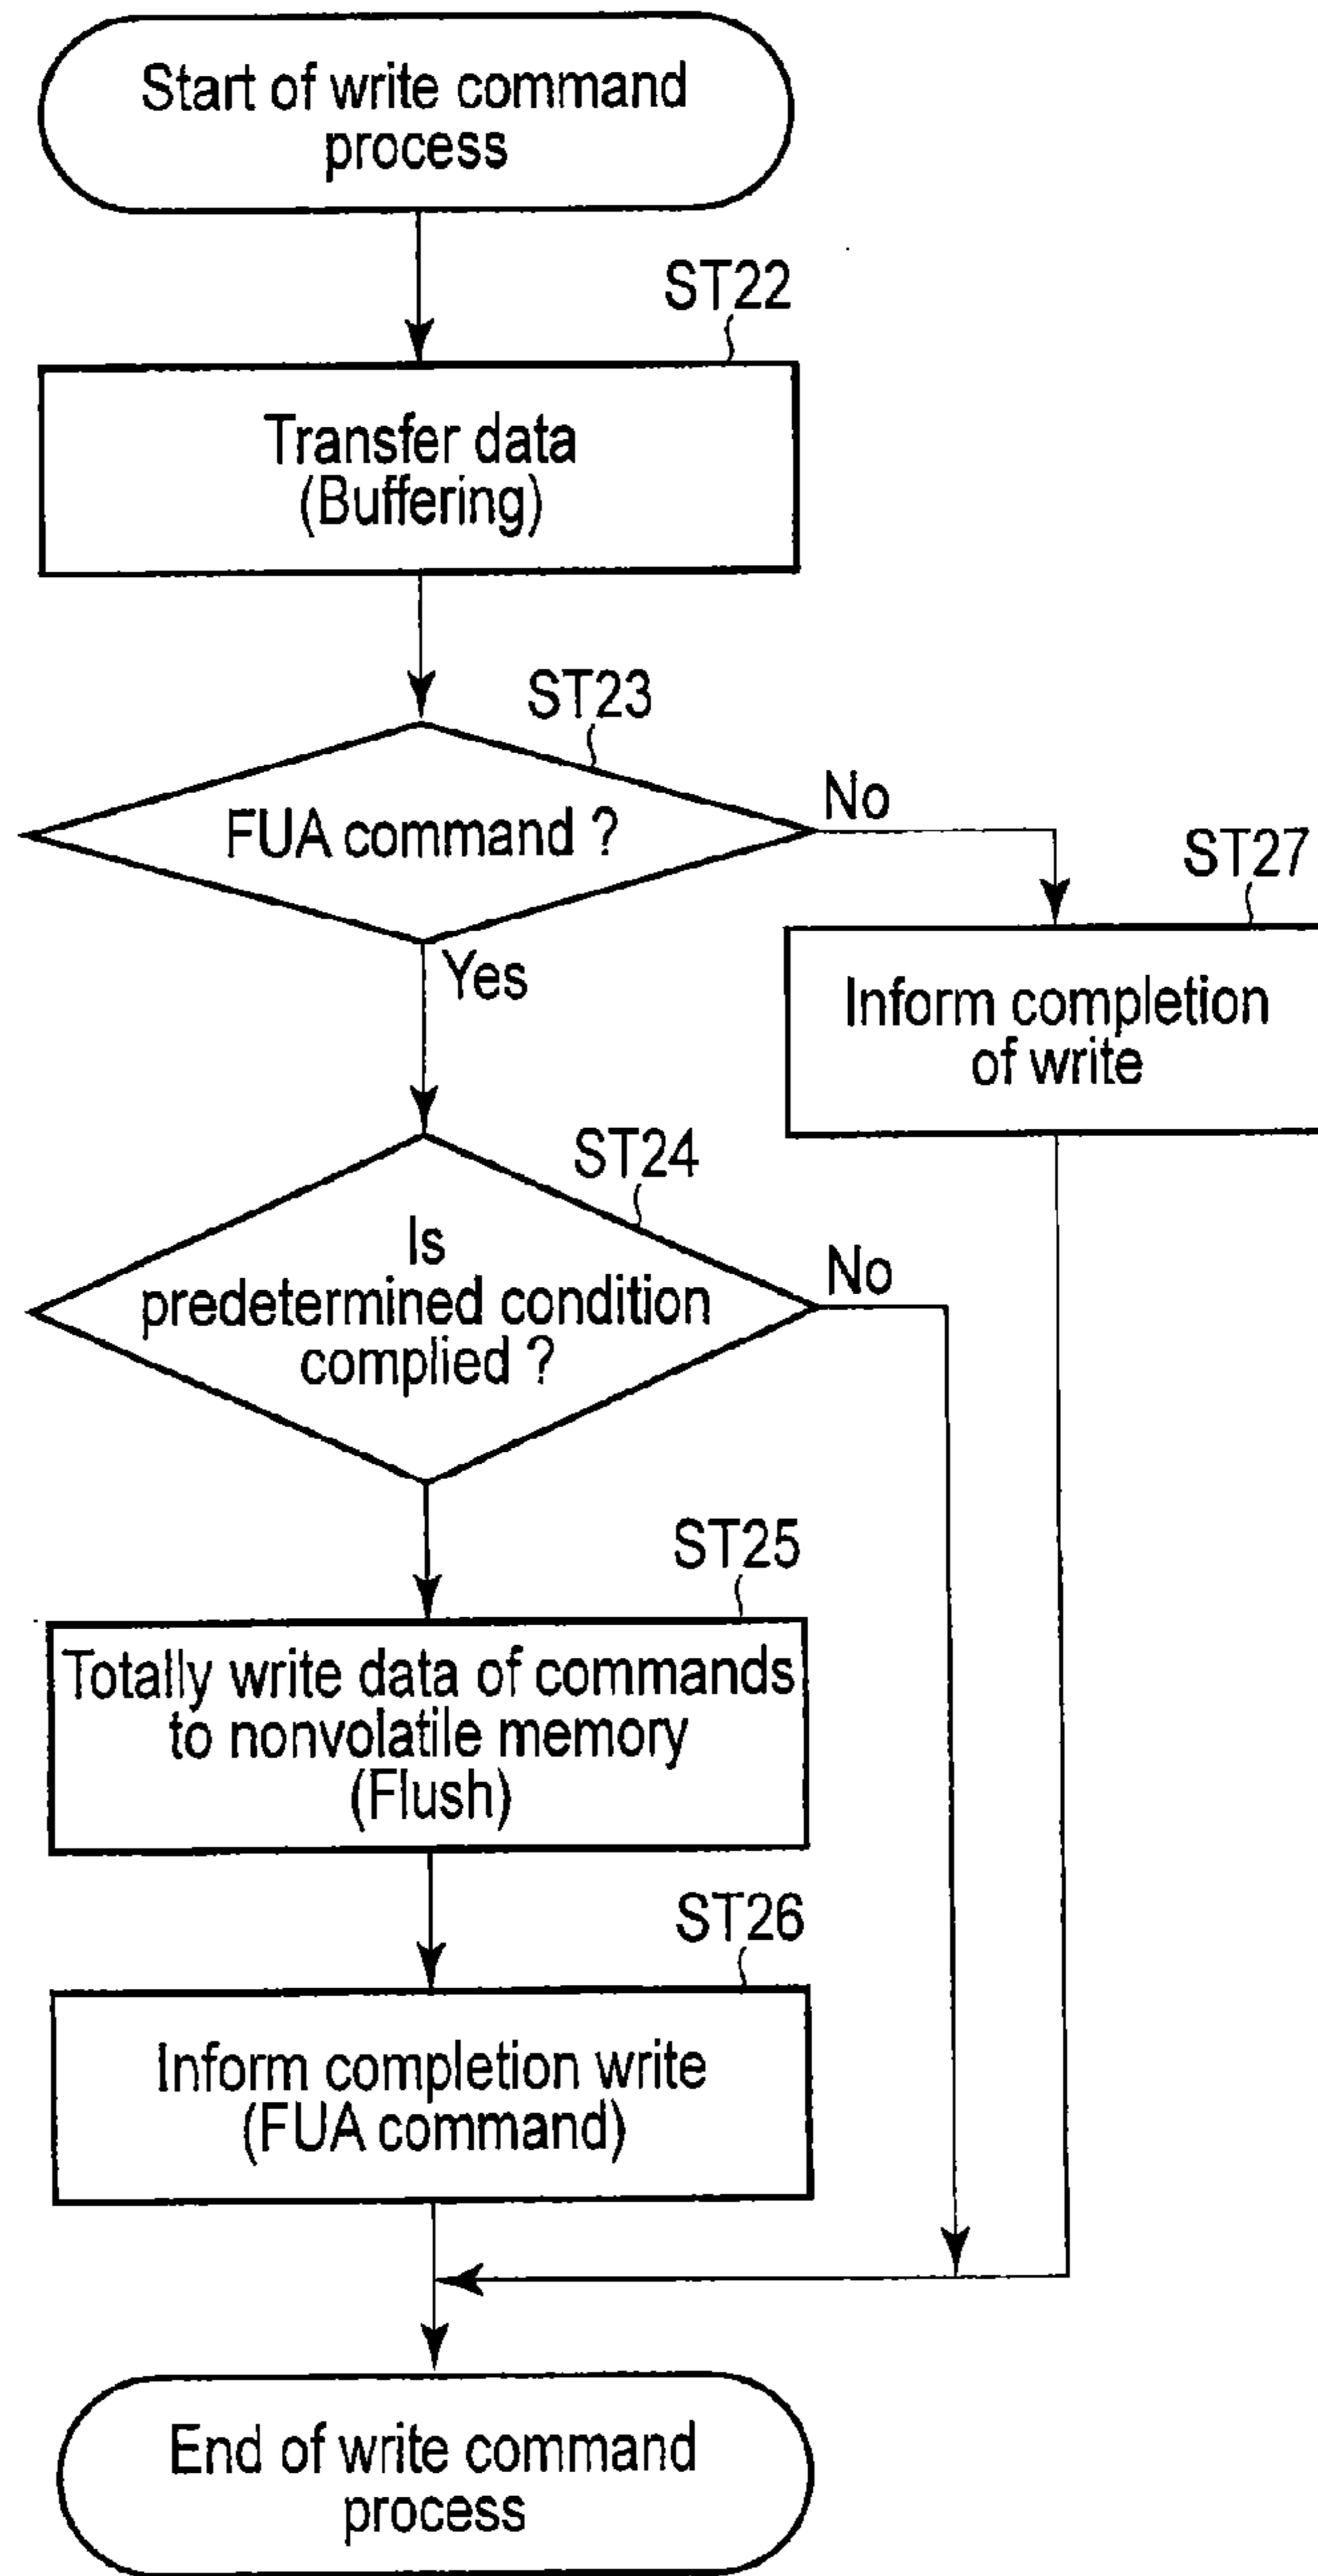 Start of write command
process
ST22
Transfer data
(Buffering)
ST23
FUA command ?
No
ST27
Yes
Inform completion
of write
ST24
Is
predetermined condition
complied ?
No
ST25
Totally write data of commands
to nonvolatile memory
(Flush)
ST26
Inform completion write
(FUA command)
End of write command
process